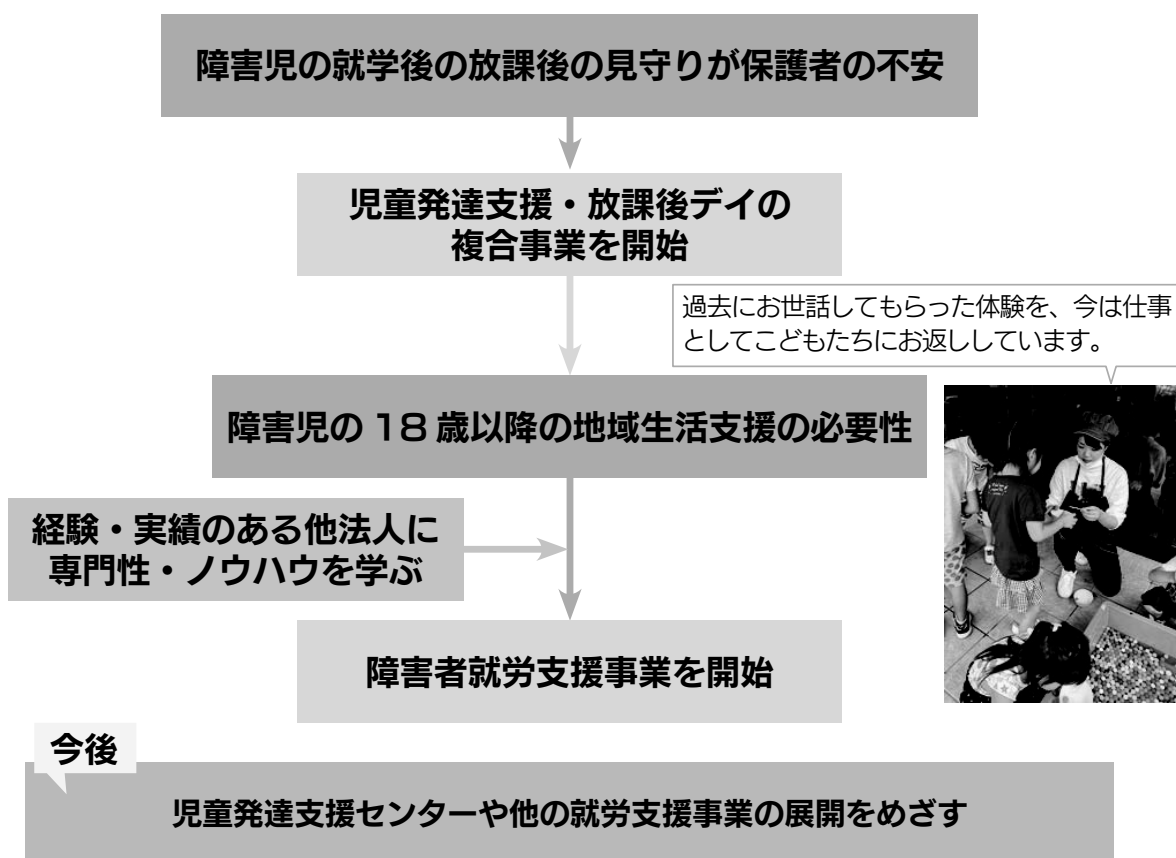 障害児の就学後の放課後の見守りが保護者の不安
児童発達支援・放課後デイの
複合事業を開始
過去にお世話してもらった体験を、今は仕事
としてこどもたちにお返ししています。
障害児の 18 歳以降の地域生活支援の必要性
経験・実績のある他法人に
専門性・ノウハウを学ぶ
障害者就労支援事業を開始
今後
児童発達支援センターや他の就労支援事業の展開をめざす